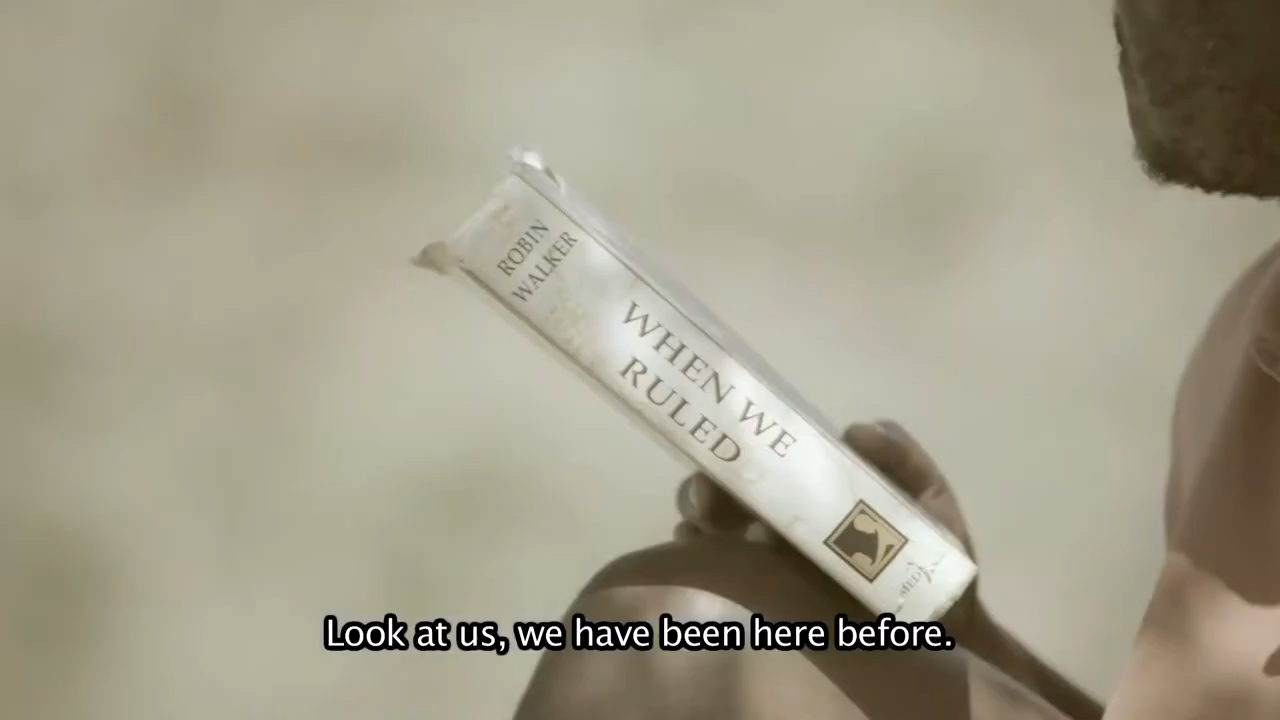 ROBIN
WALKER
WHEN WE
RULED
Look at us, we have been here before.